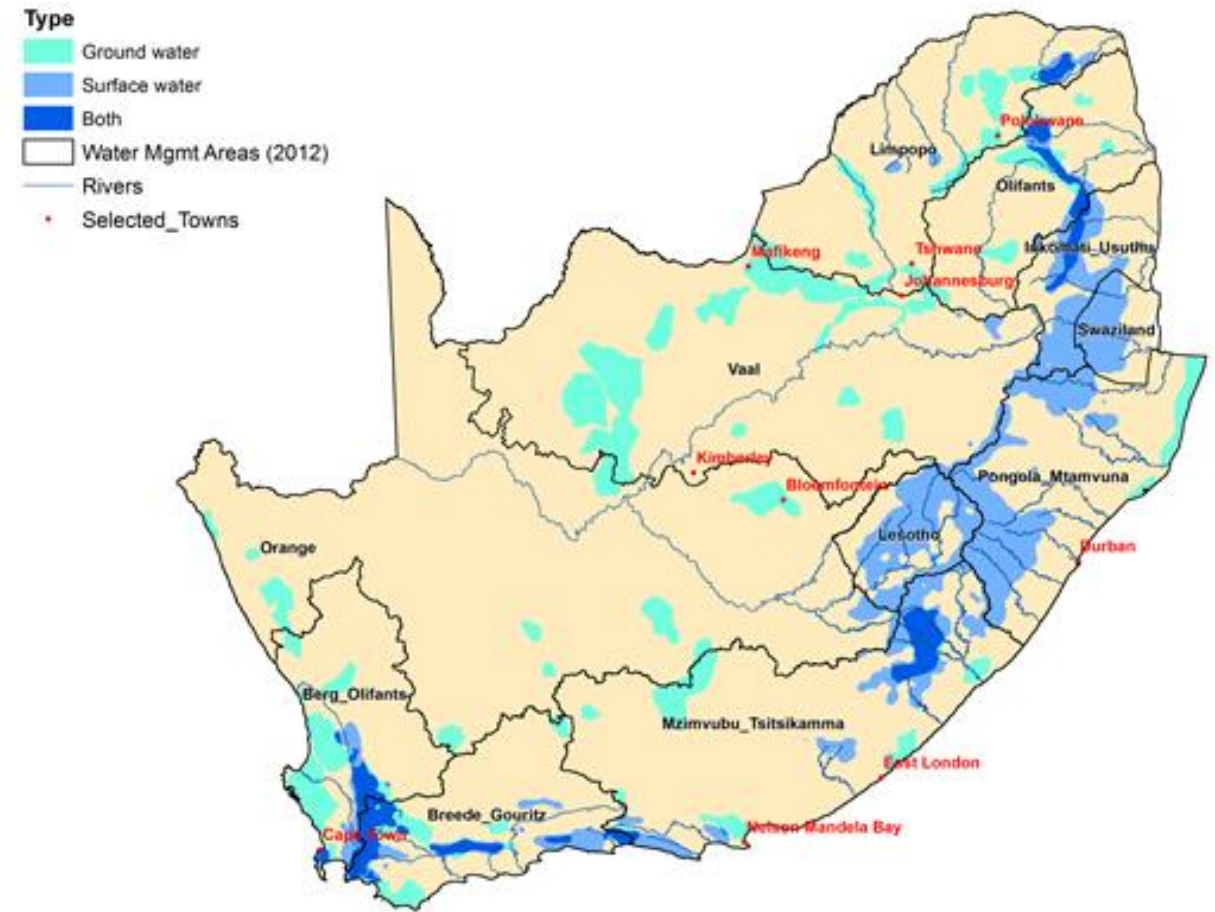 Type
Ground water
Surface water
Both
Water Mgmt Areas (2012)
Rivers
Selected_Towns
Polokwane
Limpopo
Olifants
Mafikeng
Tshwane
Inkomati_Usuthu
Johannesburg
Swaziland
Vaal
Kimberley
Pongola_Mtamvuna
Bloemfontein
Lesotho
Durban
Orange
Berg_Olifants
Mzimvubu_Tsitsikamma
East London
Breede_Gouritz
Cape Town
Nelson Mandela Bay